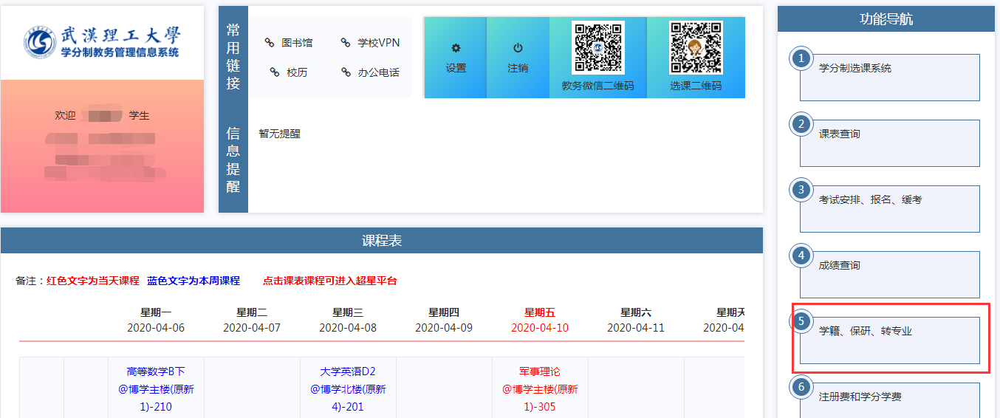 武漢理工大學
学分制教务管理信息系统
欢迎 学生
常用链接
图书馆
学校VPN
校历
办公电话
设置
注销
教务微信二维码
选课二维码
信息提醒
暂无提醒
课程表
备注：红色文字为当天课程 蓝色文字为本周课程 点击课表课程可进入超星平台
星期一 星期二 星期三 星期四 星期五 星期六 星期天
2020-04-06 2020-04-07 2020-04-08 2020-04-09 2020-04-10 2020-04-11 2020-04
高等数学B下
@博学主楼(原新
1)-210
大学英语D2
@博学北楼(原新
4)-201
军事理论
@博学主楼(原新
1)-305
功能导航
1
学分制选课系统
2
课表查询
3
考试安排、报名、缓考
4
成绩查询
5
学籍、保研、转专业
6
注册费和学分学费